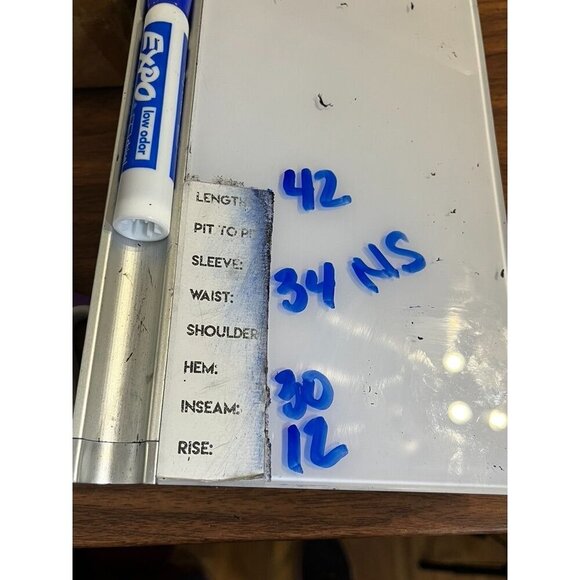 EXPO
low odor
LENGTH 42
PIT TO PI
SLEEVE:
WAIST: 34 NS
SHOULDER
HEM:
INSEAM: 30
RISE: 12